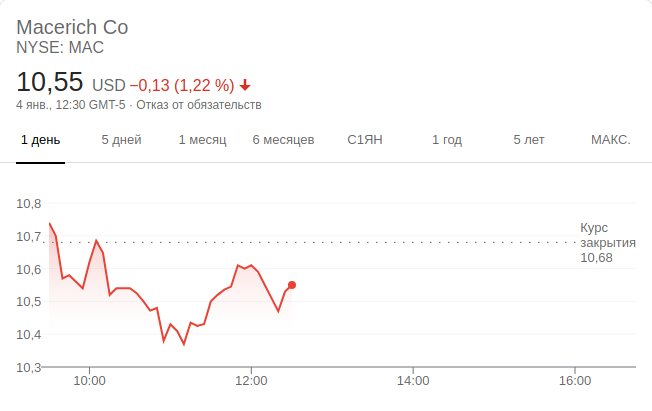 Macerich Co
NYSE: MAC
10,55 USD −0,13 (1,22 %)
4 янв., 12:30 GMT-5 · Отказ от обязательств
1 день 5 дней 1 месяц 6 месяцев С1ЯН 1 год 5 лет МАКС.
10,8
10,7
10,6
10,5
10,4
10,3
Курс
закрытия
10,68
10:00 12:00 14:00 16:00